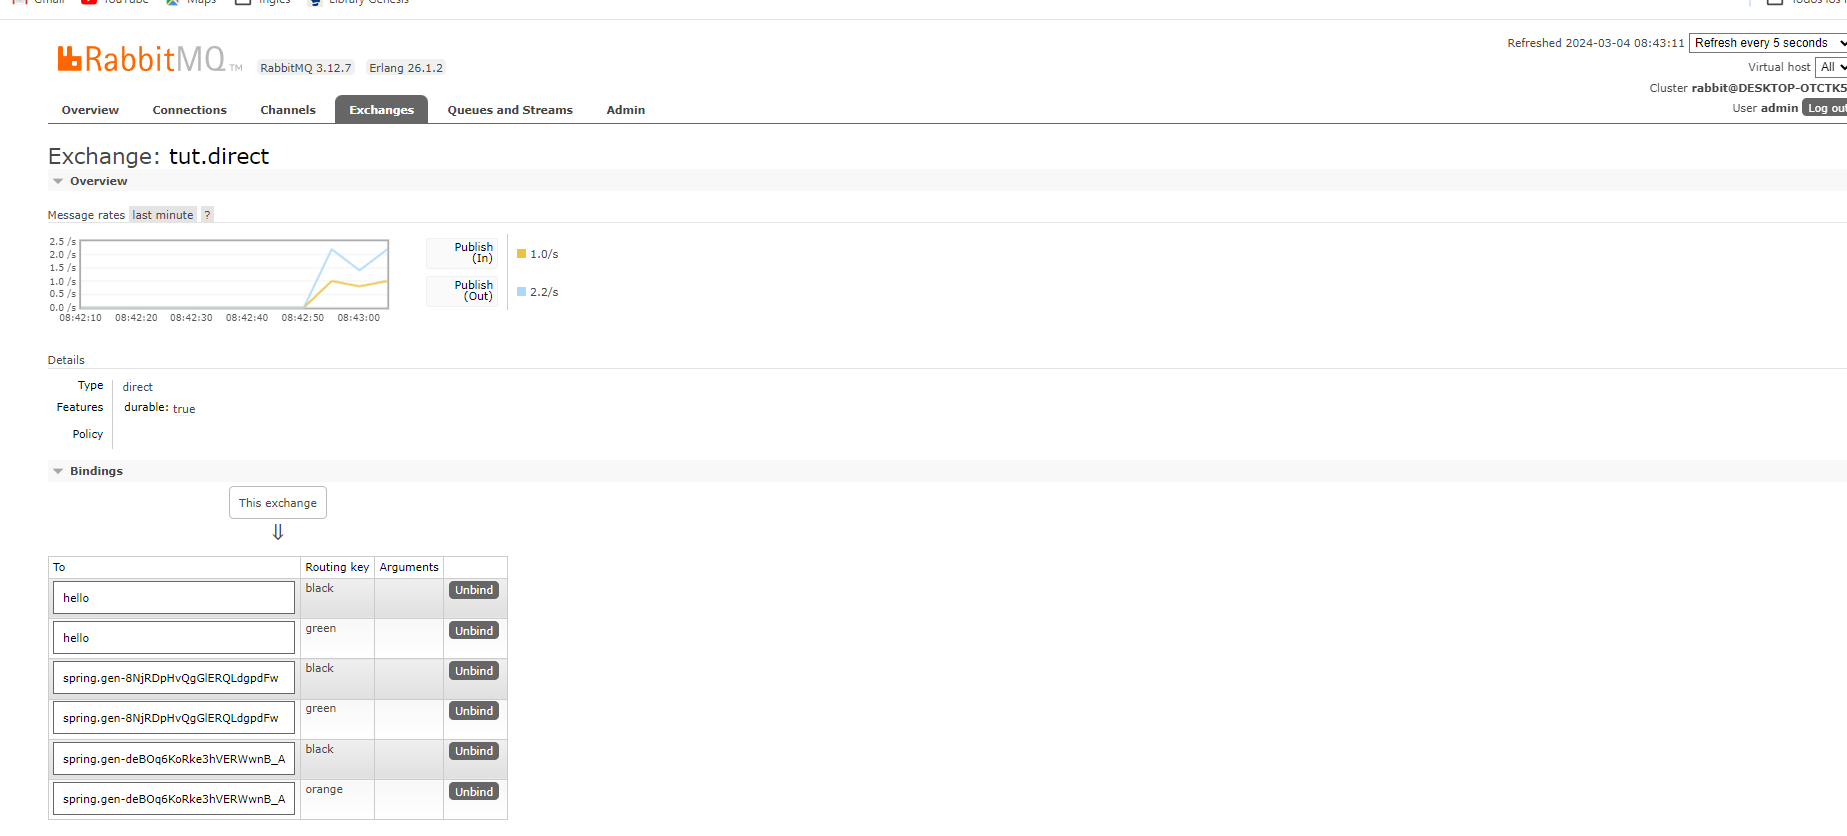 Gmail YouTube Maps Ingles Library Genesis Todos los
RabbitMQ TM RabbitMQ 3.12.7 Erlang 26.1.2
Refreshed 2024-03-04 08:43:11 Refresh every 5 seconds
Virtual host All
Cluster rabbit@DESKTOP-OTCTK5
User admin Log out
Overview Connections Channels Exchanges Queues and Streams Admin
Exchange: tut.direct
Overview
Message rates last minute ?
2.5 /s
2.0 /s
1.5 /s
1.0 /s
0.5 /s
0.0 /s
08:42:10 08:42:20 08:42:30 08:42:40 08:42:50 08:43:00
Publish
(In)
1.0/s
Publish
(Out)
2.2/s
Details
Type direct
Features durable: true
Policy
Bindings
This exchange
⇓
To Routing key Arguments
hello black Unbind
hello green Unbind
spring.gen-8NjRDpHvQgGlERQLdgpdFw black Unbind
spring.gen-8NjRDpHvQgGlERQLdgpdFw green Unbind
spring.gen-deBOq6KoRke3hVERWwnB_A black Unbind
spring.gen-deBOq6KoRke3hVERWwnB_A orange Unbind